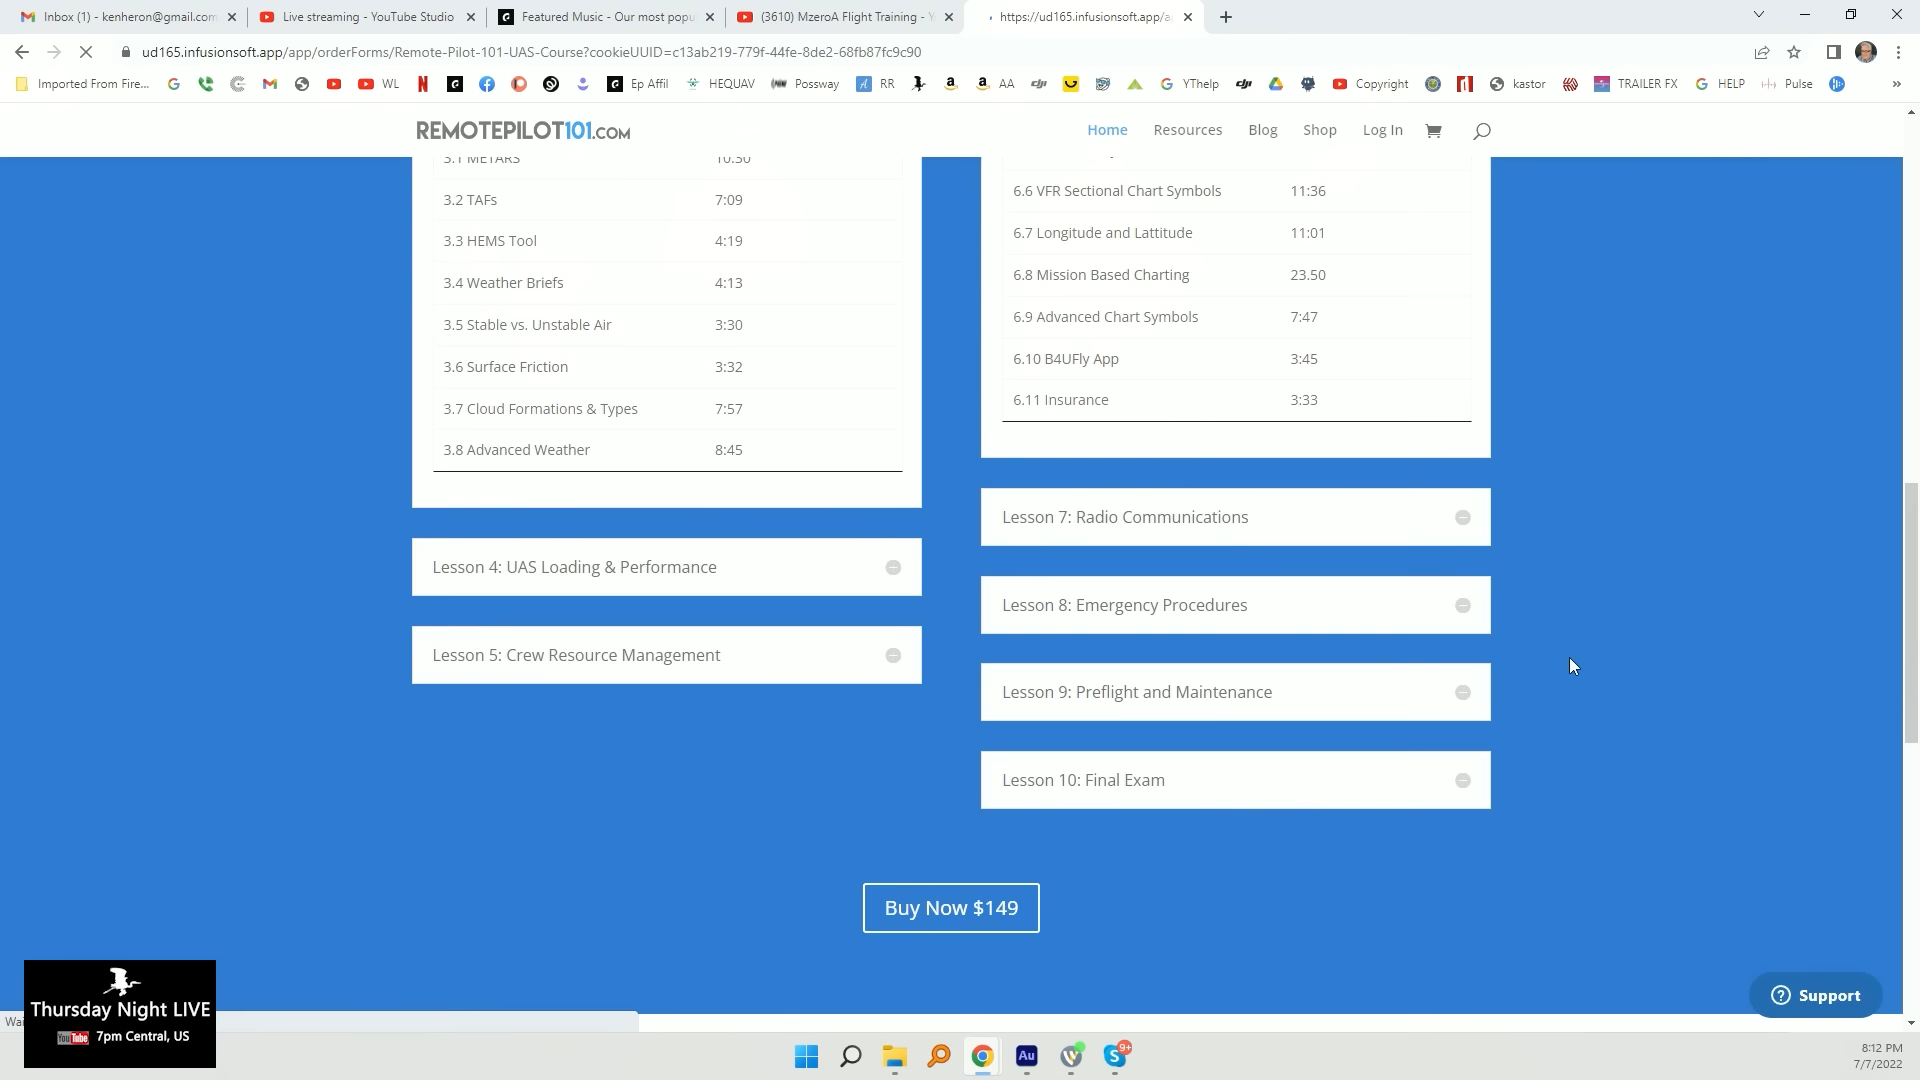 Inbox (1) - kenheron@gmail.com
Live streaming - YouTube Studio
Featured Music - Our most popu
(3610) MzeroA Flight Training - Y
https://ud165.infusionsoft.app/a
ud165.infusionsoft.app/app/orderForms/Remote-Pilot-101-UAS-Course?cookieUUID=c13ab219-779f-44fe-8de2-68fb87fc9c90
Imported From Fire...
WL
Ep Affil
HEQUAV
Possway
RR
AA
YThelp
Copyright
kastor
TRAILER FX
HELP
Pulse
»
REMOTEPILOT101.COM
Home
Resources
Blog
Shop
Log In
3.1 METARS 10:30
3.2 TAFs 7:09
3.3 HEMS Tool 4:19
3.4 Weather Briefs 4:13
3.5 Stable vs. Unstable Air 3:30
3.6 Surface Friction 3:32
3.7 Cloud Formations & Types 7:57
3.8 Advanced Weather 8:45
Lesson 4: UAS Loading & Performance
Lesson 5: Crew Resource Management
6.6 VFR Sectional Chart Symbols 11:36
6.7 Longitude and Lattitude 11:01
6.8 Mission Based Charting 23.50
6.9 Advanced Chart Symbols 7:47
6.10 B4UFly App 3:45
6.11 Insurance 3:33
Lesson 7: Radio Communications
Lesson 8: Emergency Procedures
Lesson 9: Preflight and Maintenance
Lesson 10: Final Exam
Buy Now $149
Support
Thursday Night LIVE
YouTube 7pm Central, US
Au
9+
8:12 PM
7/7/2022